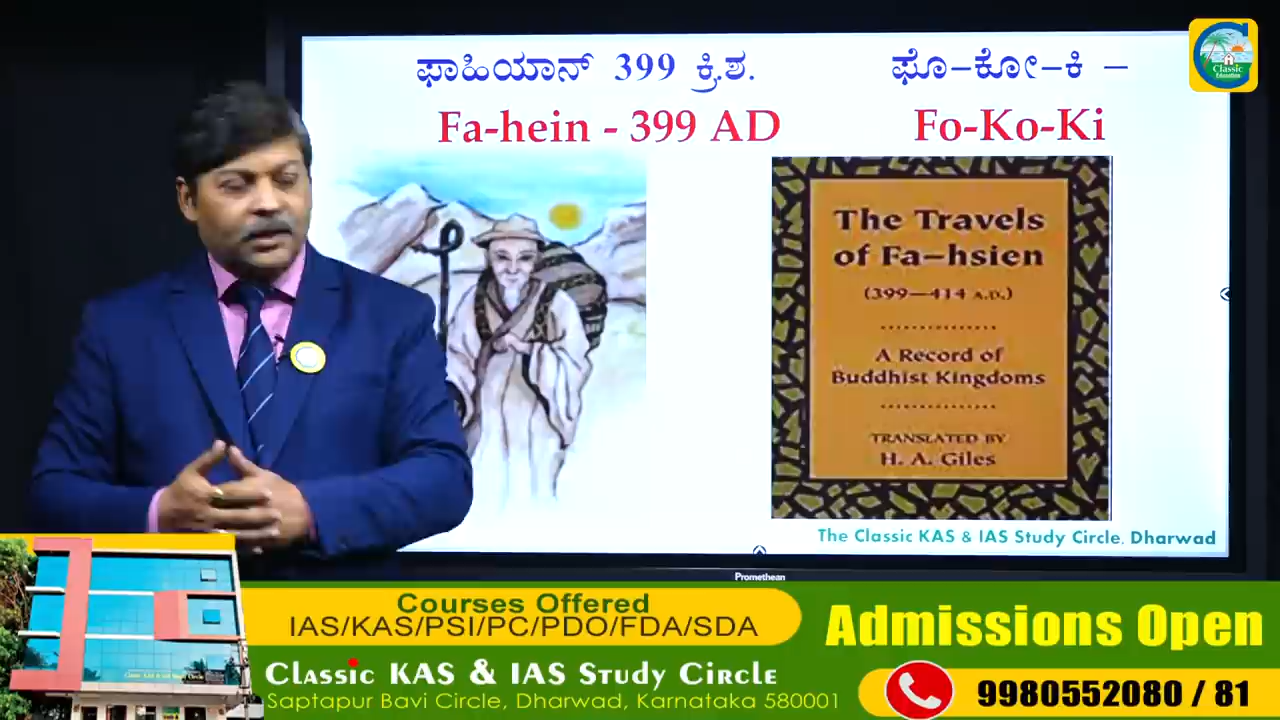 ಫಾಹಿಯಾನ್ 399 ಕ್ರಿ.ಶ.
ಫೊ-ಕೋ-ಕಿ -
Fa-hein - 399 AD
Fo-Ko-Ki
The Travels
of Fa-hsien
(399-414 A.D.)
A Record of
Buddhist Kingdoms
TRANSLATED BY
H. A. Giles
The Classic KAS & IAS Study Circle. Dharwad
Promethean
Classic
Education
Courses Offered
IAS/KAS/PSI/PC/PDO/FDA/SDA
Classic KAS & IAS Study Circle
Saptapur Bavi Circle, Dharwad, Karnataka 580001
Admissions Open
9980552080 / 81